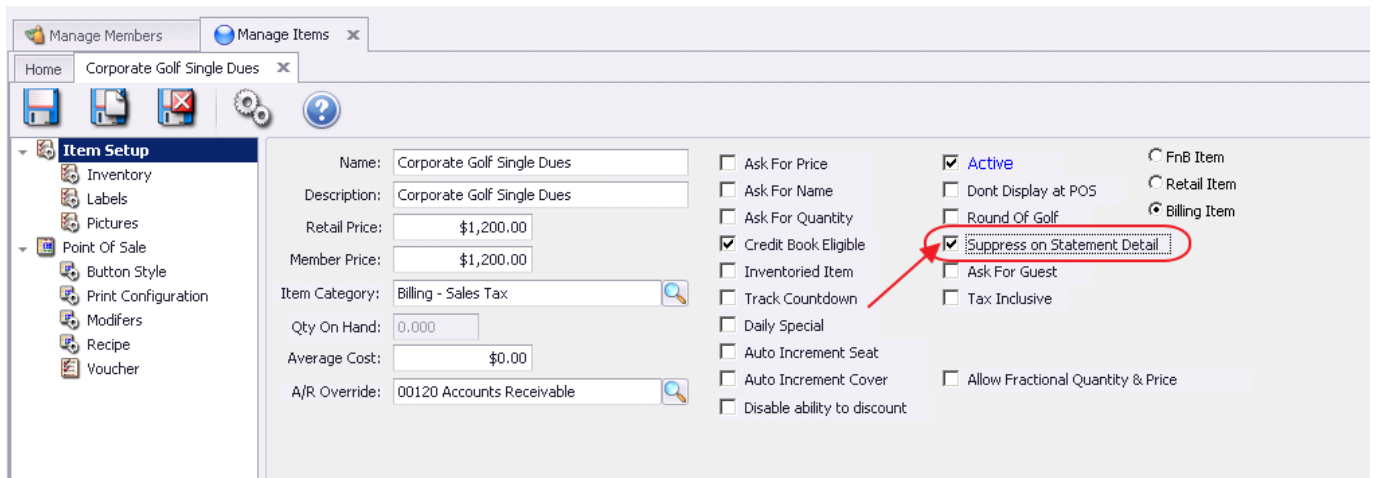 Manage Members
Manage Items
Home
Corporate Golf Single Dues
Item Setup
Inventory
Labels
Pictures
Point Of Sale
Button Style
Print Configuration
Modifers
Recipe
Voucher
Name: Corporate Golf Single Dues
Description: Corporate Golf Single Dues
Retail Price: $1,200.00
Member Price: $1,200.00
Item Category: Billing - Sales Tax
Qty On Hand: 0.000
Average Cost: $0.00
A/R Override: 00120 Accounts Receivable
Ask For Price
Ask For Name
Ask For Quantity
Credit Book Eligible
Inventoried Item
Track Countdown
Daily Special
Auto Increment Seat
Auto Increment Cover
Disable ability to discount
Active
Dont Display at POS
Round Of Golf
Suppress on Statement Detail
Ask For Guest
Tax Inclusive
Allow Fractional Quantity & Price
FnB Item
Retail Item
Billing Item